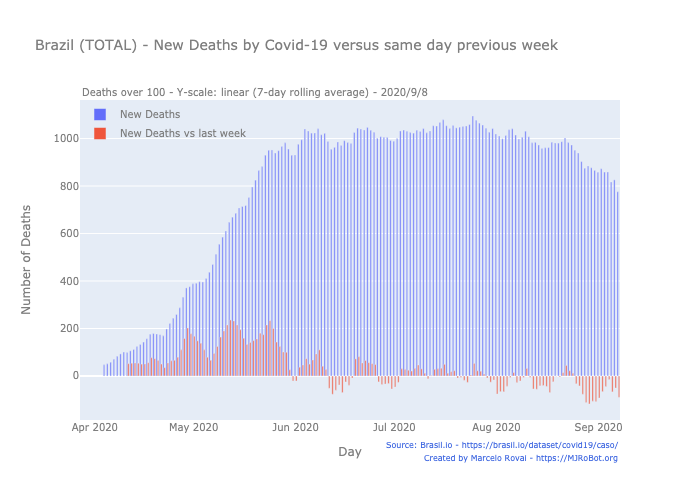 Brazil (TOTAL) - New Deaths by Covid-19 versus same day previous week
Deaths over 100 - Y-scale: linear (7-day rolling average) - 2020/9/8
New Deaths
New Deaths vs last week
1000
800
600
400
200
0
Number of Deaths
Apr 2020 May 2020 Jun 2020 Jul 2020 Aug 2020 Sep 2020
Day
Source: Brasil.io - https://brasil.io/dataset/covid19/caso/
Created by Marcelo Rovai - https://MJRoBot.org